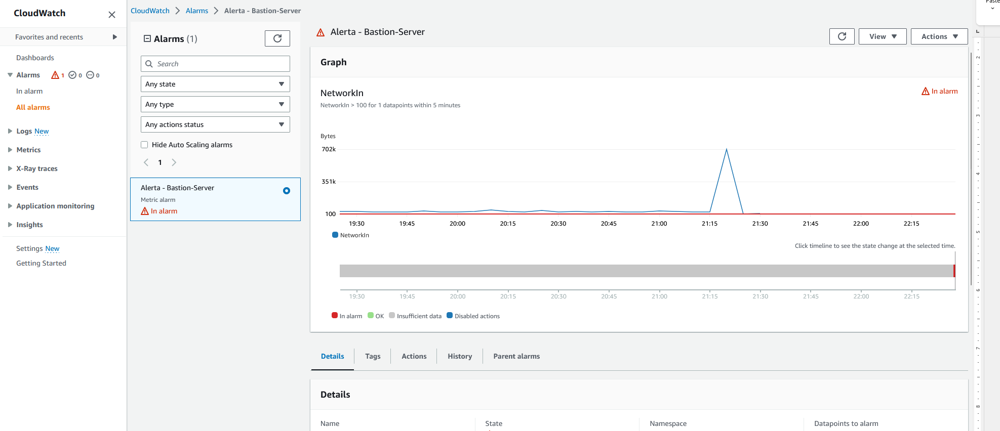 CloudWatch
Favorites and recents
Dashboards
Alarms 1 0 0
In alarm
All alarms
Logs New
Metrics
X-Ray traces
Events
Application monitoring
Insights
Settings New
Getting Started
CloudWatch Alarms Alerta - Bastion-Server
Alarms (1)
Search
Any state
Any type
Any actions status
Hide Auto Scaling alarms
1
Alerta - Bastion-Server
Metric alarm
In alarm
Alerta - Bastion-Server
View
Actions
Graph
NetworkIn
In alarm
NetworkIn > 100 for 1 datapoints within 5 minutes
Bytes
702k
351k
100
19:30 19:45 20:00 20:15 20:30 20:45 21:00 21:15 21:30 21:45 22:00 22:15
NetworkIn
Click timeline to see the state change at the selected time.
19:30 19:45 20:00 20:15 20:30 20:45 21:00 21:15 21:30 21:45 22:00 22:15
In alarm OK Insufficient data Disabled actions
Details Tags Actions History Parent alarms
Details
Name State Namespace Datapoints to alarm
Paste
2
3
4
5
6
7
8